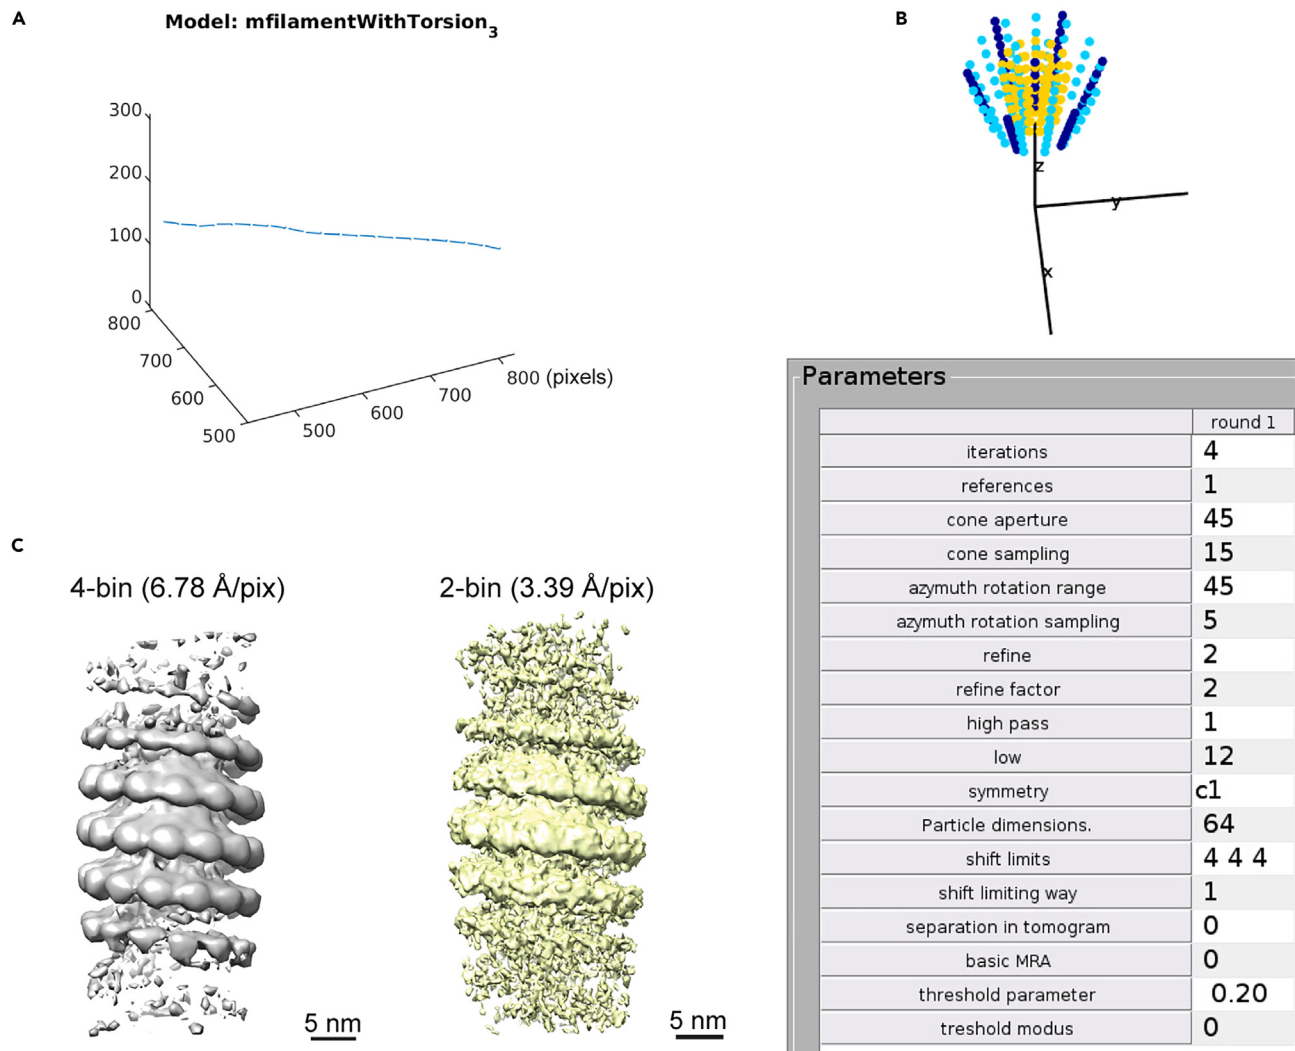 A
Model: mfilamentWithTorsion3
300
200
100
0
800
700
600
500
500
600
700
800 (pixels)
B
z
y
x
Parameters
round 1
iterations 4
references 1
cone aperture 45
cone sampling 15
azymuth rotation range 45
azymuth rotation sampling 5
refine 2
refine factor 2
high pass 1
low 12
symmetry c1
Particle dimensions. 64
shift limits 4 4 4
shift limiting way 1
separation in tomogram 0
basic MRA 0
threshold parameter 0.20
treshold modus 0
C
4-bin (6.78 Å/pix)
2-bin (3.39 Å/pix)
5 nm
5 nm